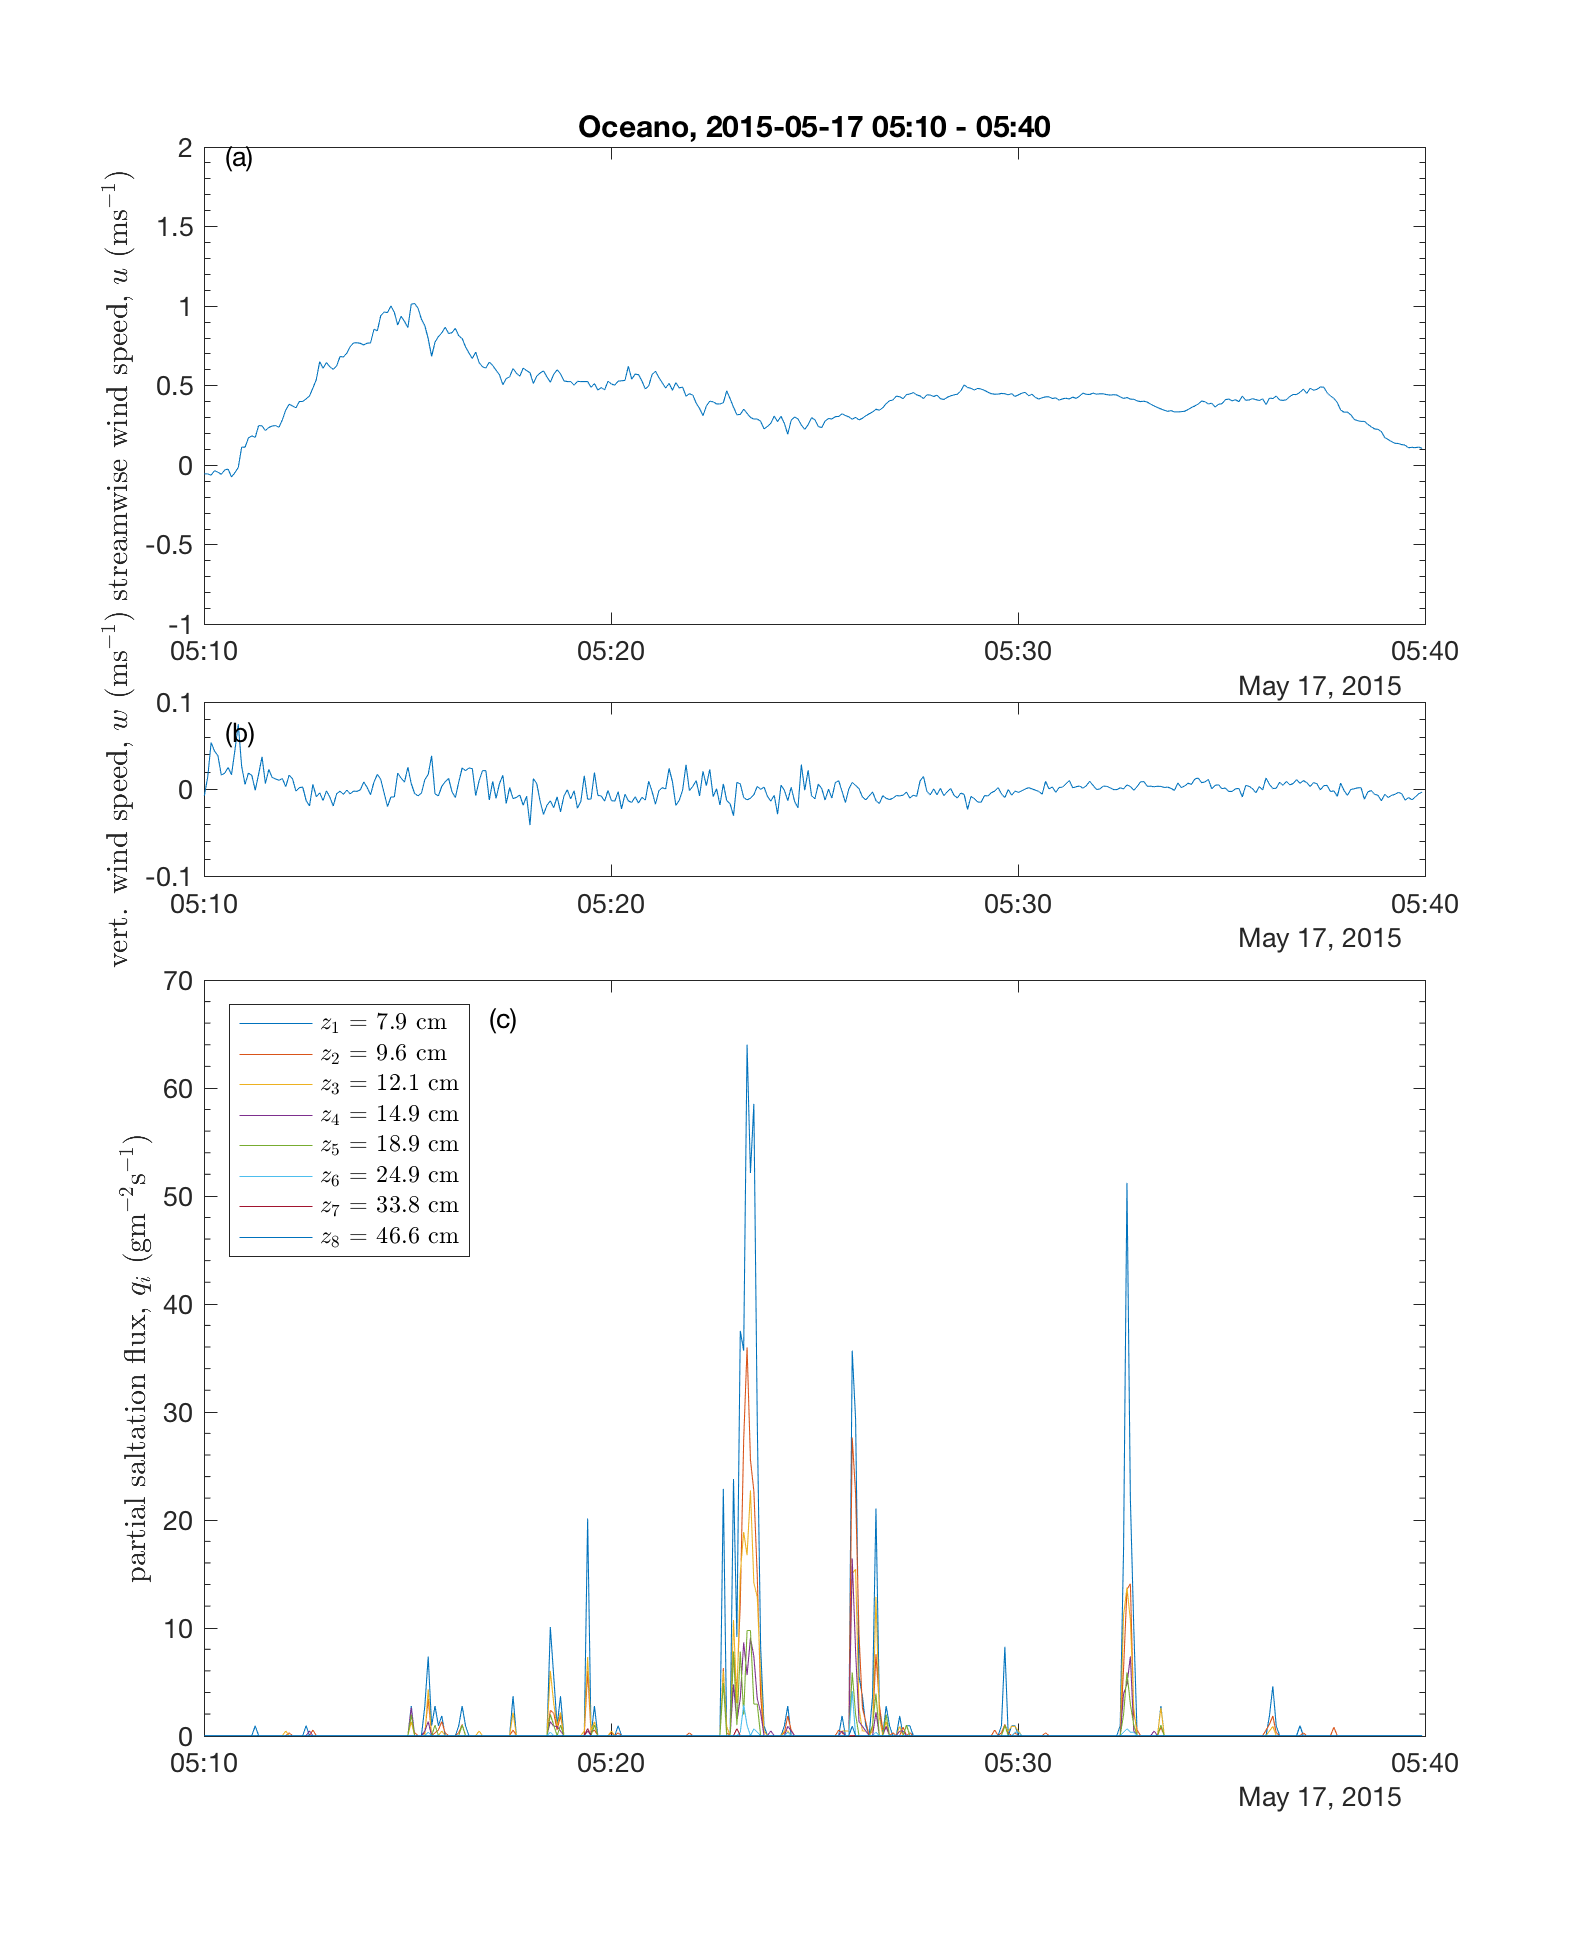 Oceano, 2015-05-17 05:10 - 05:40
(a)
streamwise wind speed, u (ms⁻¹)
2
1.5
1
0.5
0
-0.5
-1
05:10 05:20 05:30 05:40
May 17, 2015
(b)
vert. wind speed, w (ms⁻¹)
0.1
0
-0.1
05:10 05:20 05:30 05:40
May 17, 2015
(c)
partial saltation flux, qᵢ (gm⁻²s⁻¹)
70
60
50
40
30
20
10
0
z₁ = 7.9 cm
z₂ = 9.6 cm
z₃ = 12.1 cm
z₄ = 14.9 cm
z₅ = 18.9 cm
z₆ = 24.9 cm
z₇ = 33.8 cm
z₈ = 46.6 cm
05:10 05:20 05:30 05:40
May 17, 2015